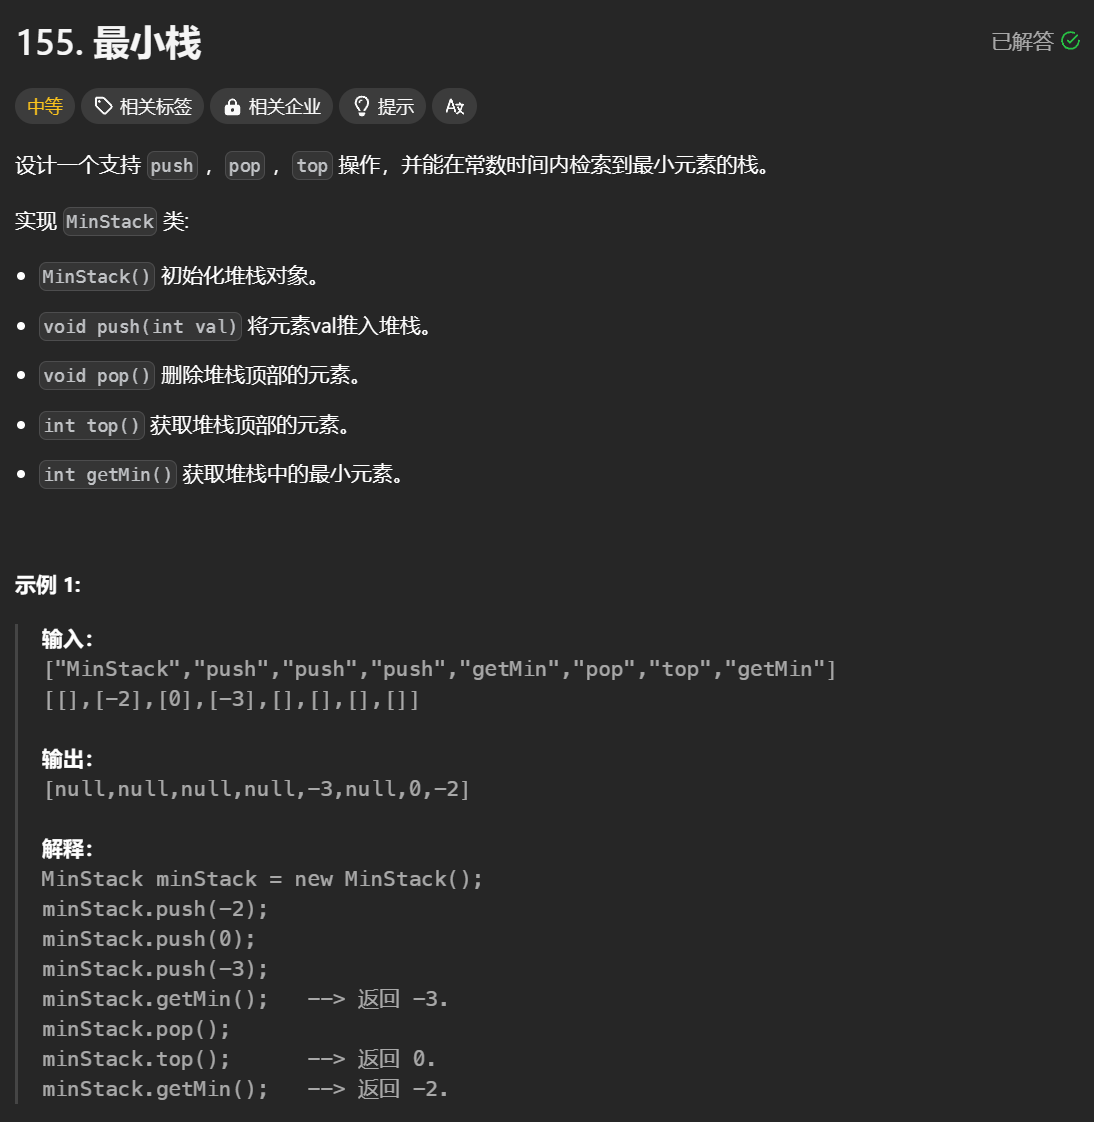 155. 最小栈
已解答
中等 相关标签 相关企业 提示 A文
设计一个支持 push ，pop ，top 操作，并能在常数时间内检索到最小元素的栈。
实现 MinStack 类:
• MinStack() 初始化堆栈对象。
• void push(int val) 将元素val推入堆栈。
• void pop() 删除堆栈顶部的元素。
• int top() 获取堆栈顶部的元素。
• int getMin() 获取堆栈中的最小元素。
示例 1:
输入：
["MinStack","push","push","push","getMin","pop","top","getMin"]
[[],[-2],[0],[-3],[],[],[],[]]
输出：
[null,null,null,null,-3,null,0,-2]
解释：
MinStack minStack = new MinStack();
minStack.push(-2);
minStack.push(0);
minStack.push(-3);
minStack.getMin();   --> 返回 -3.
minStack.pop();
minStack.top();      --> 返回 0.
minStack.getMin();   --> 返回 -2.